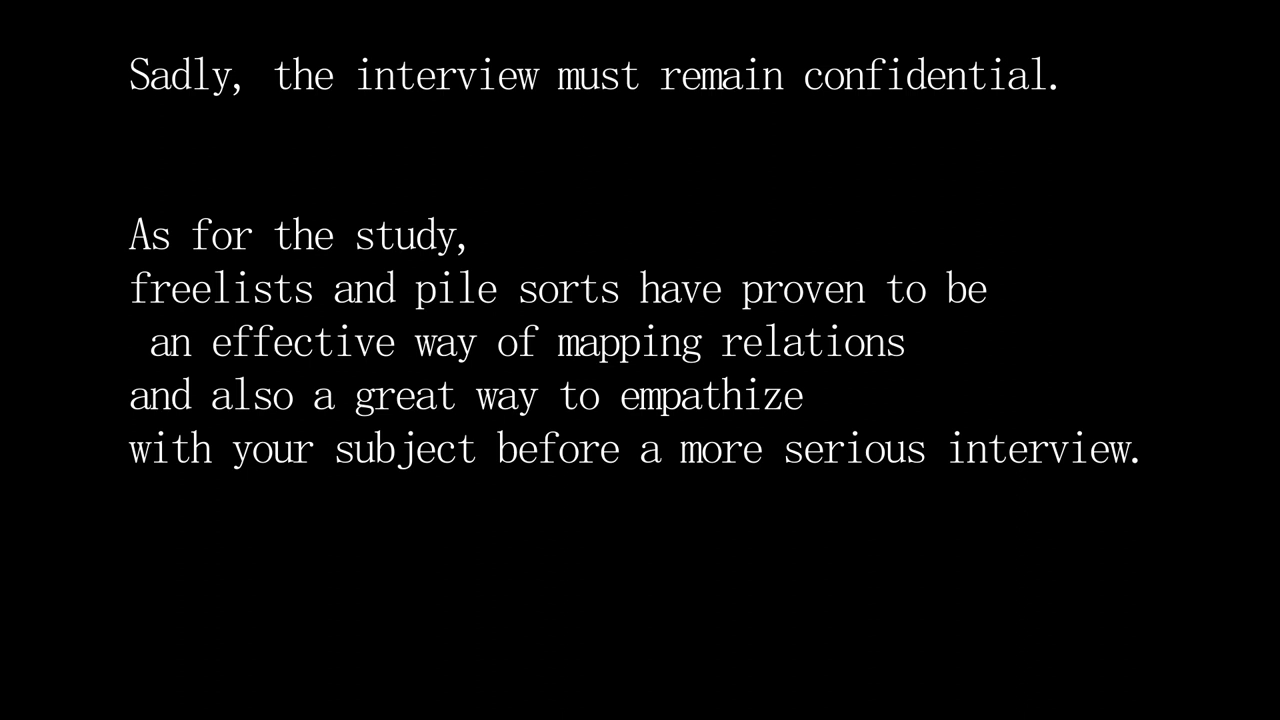 Sadly, the interview must remain confidential.
As for the study,
freelists and pile sorts have proven to be
an effective way of mapping relations
and also a great way to empathize
with your subject before a more serious interview.